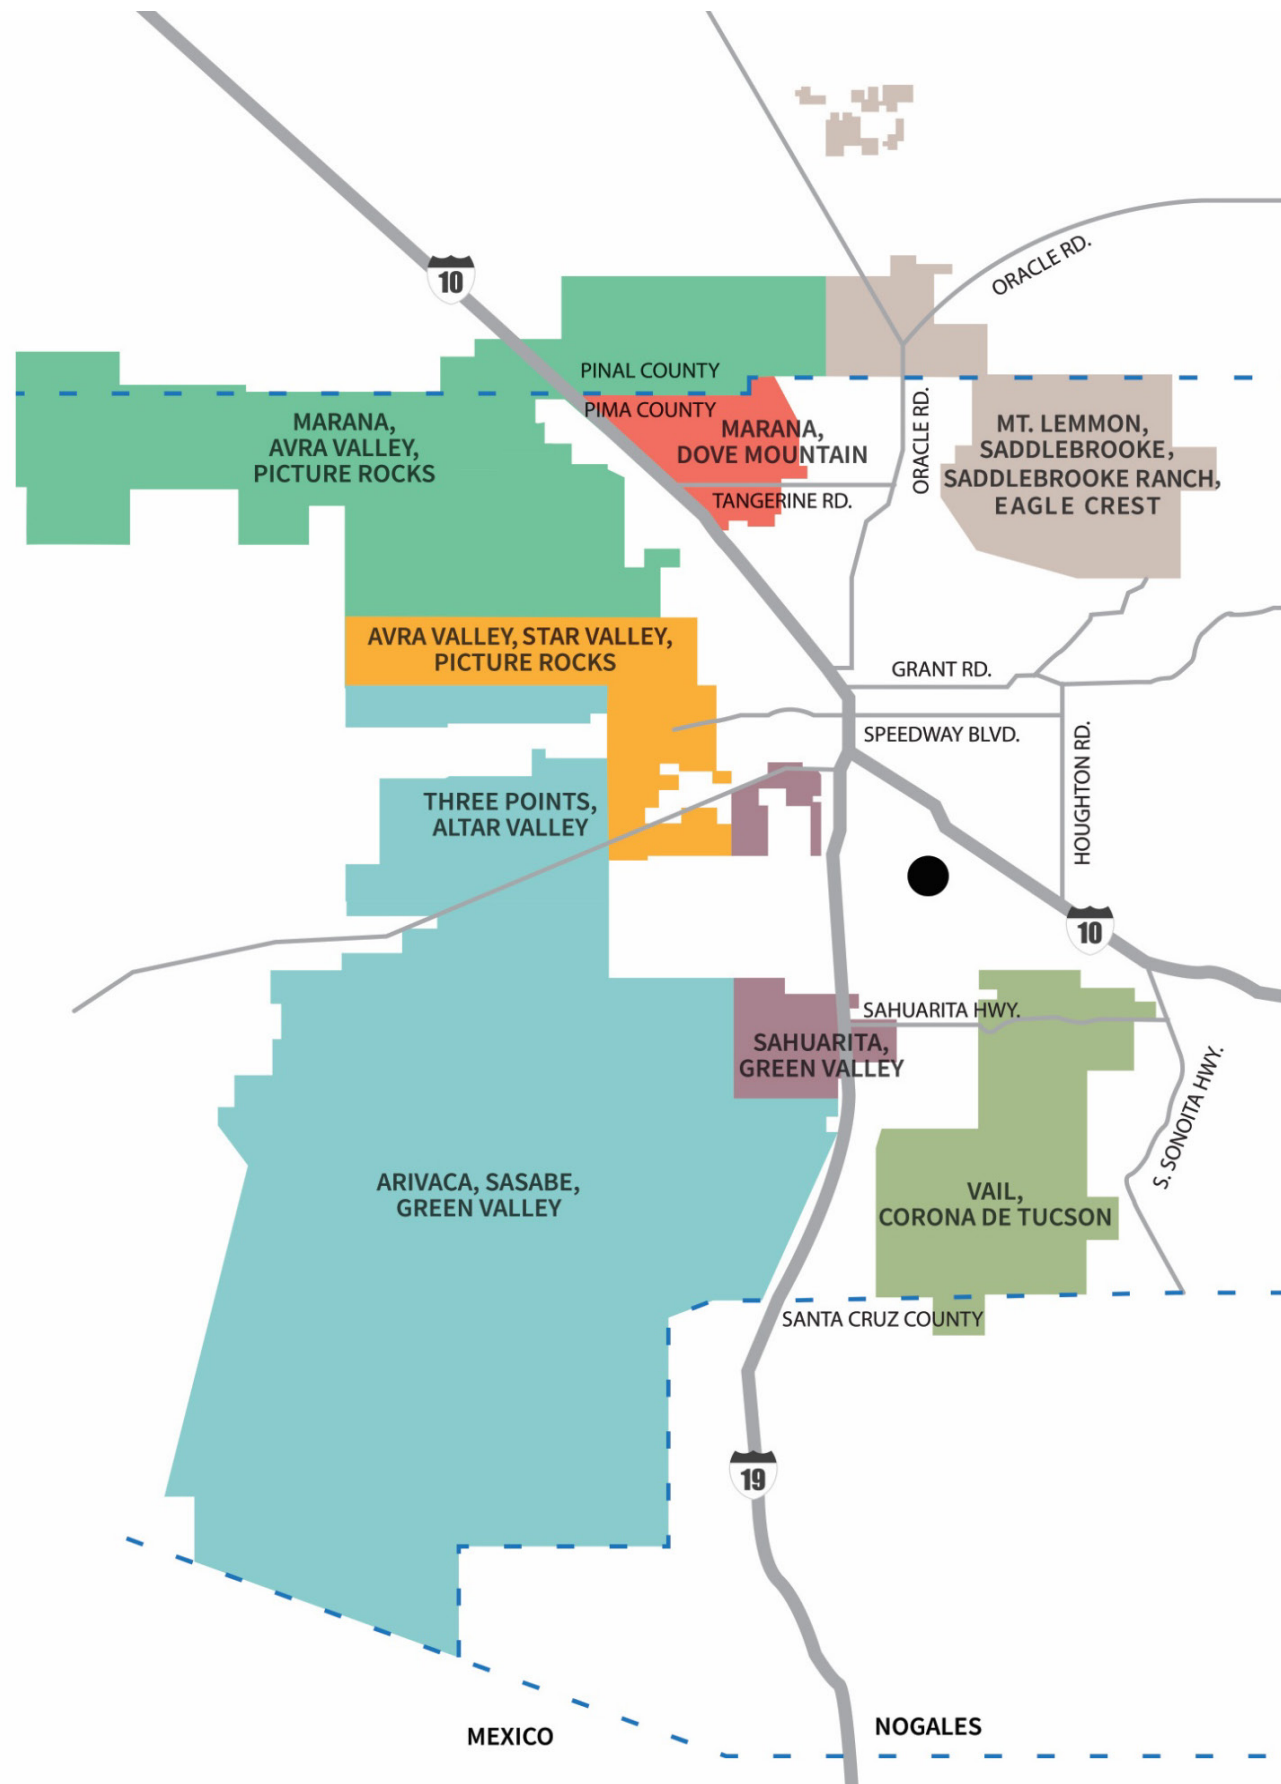 ORACLE RD.
10
PINAL COUNTY
PIMA COUNTY
MARANA,
AVRA VALLEY,
PICTURE ROCKS
MARANA,
DOVE MOUNTAIN
ORACLE RD.
MT. LEMMON,
SADDLEBROOKE,
SADDLEBROOKE RANCH,
EAGLE CREST
TANGERINE RD.
AVRA VALLEY, STAR VALLEY,
PICTURE ROCKS
GRANT RD.
SPEEDWAY BLVD.
HOUGHTON RD.
THREE POINTS,
ALTAR VALLEY
10
SAHUARITA HWY.
SAHUARITA,
GREEN VALLEY
S. SONOITA HWY.
ARIVACA, SASABE,
GREEN VALLEY
VAIL,
CORONA DE TUCSON
SANTA CRUZ COUNTY
19
MEXICO
NOGALES